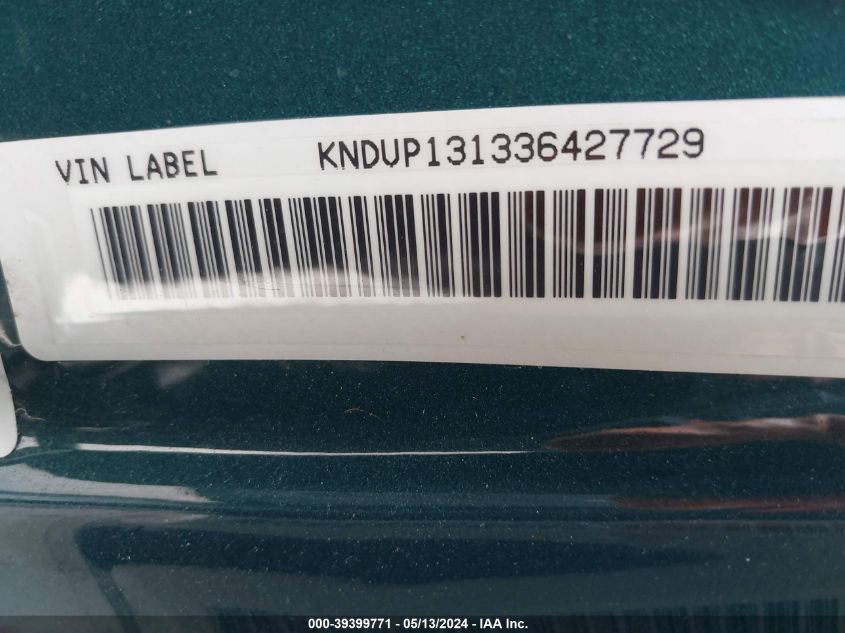 VIN LABEL KNDUP131336427729
000-39399771 - 05/13/2024 - IAA Inc.